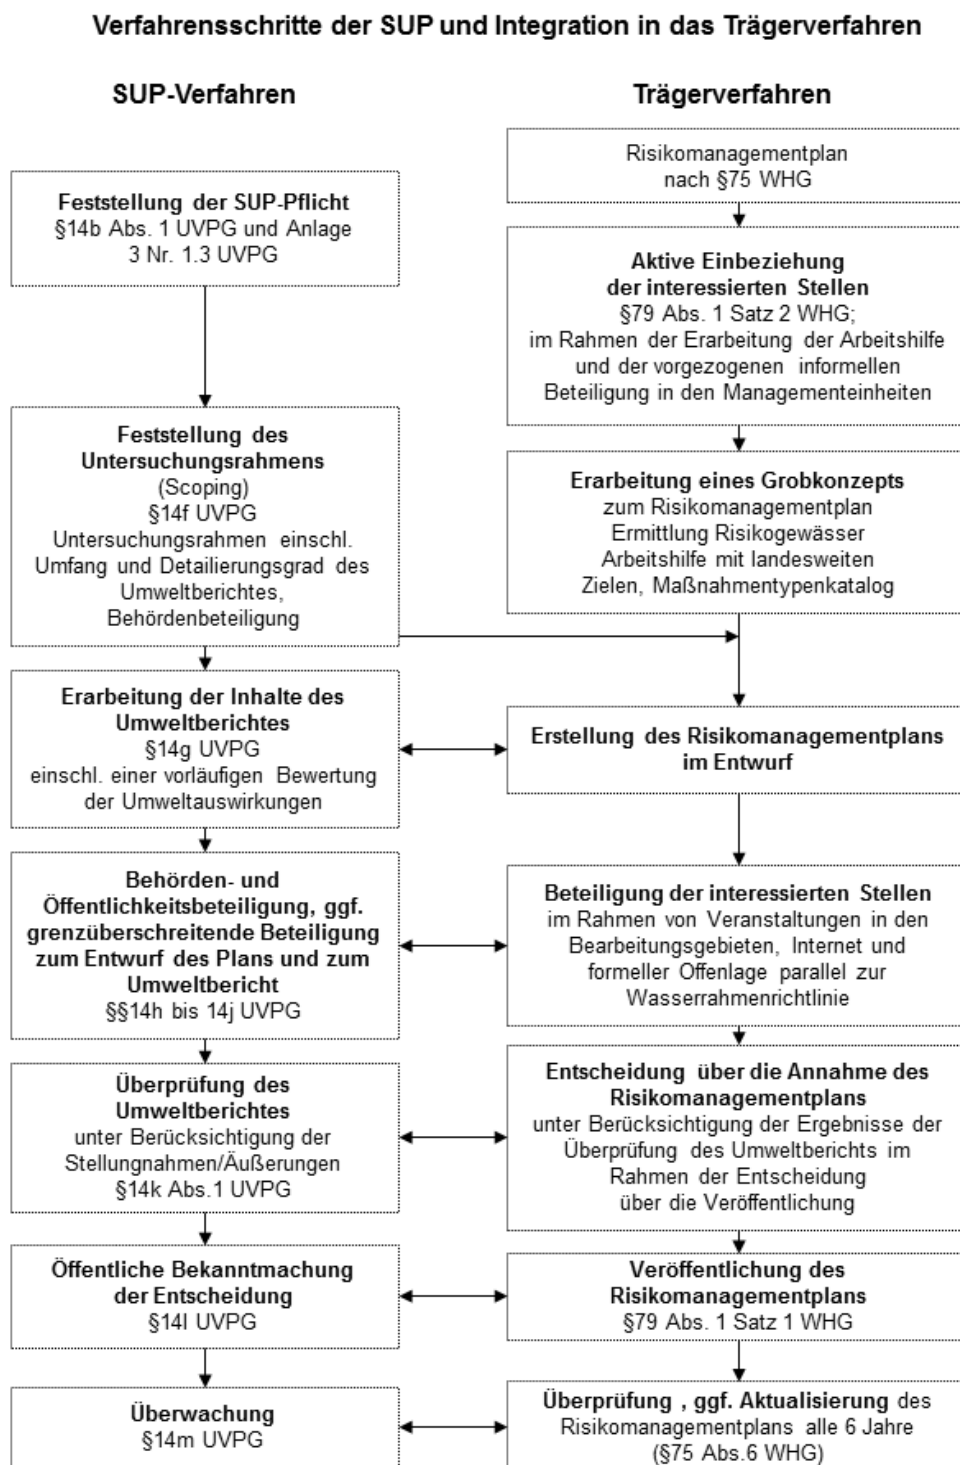 Verfahrensschritte der SUP und Integration in das Trägerverfahren
SUP-Verfahren
Feststellung der SUP-Pflicht
§14b Abs. 1 UVPG und Anlage
3 Nr. 1.3 UVPG
Feststellung des
Untersuchungsrahmens
(Scoping)
§14f UVPG
Untersuchungsrahmen einschl.
Umfang und Detailierungsgrad des
Umweltberichtes,
Behördenbeteiligung
Erarbeitung der Inhalte des
Umweltberichtes
§14g UVPG
einschl. einer vorläufigen Bewertung
der Umweltauswirkungen
Behörden- und
Öffentlichkeitsbeteiligung, ggf.
grenzüberschreitende Beteiligung
zum Entwurf des Plans und zum
Umweltbericht
§§14h bis 14j UVPG
Überprüfung des
Umweltberichtes
unter Berücksichtigung der
Stellungnahmen/Äußerungen
§14k Abs.1 UVPG
Öffentliche Bekanntmachung
der Entscheidung
§14l UVPG
Überwachung
§14m UVPG
Trägerverfahren
Risikomanagementplan
nach §75 WHG
Aktive Einbeziehung
der interessierten Stellen
§79 Abs. 1 Satz 2 WHG;
im Rahmen der Erarbeitung der Arbeitshilfe
und der vorgezogenen informellen
Beteiligung in den Managementeinheiten
Erarbeitung eines Grobkonzepts
zum Risikomanagementplan
Ermittlung Risikogewässer
Arbeitshilfe mit landesweiten
Zielen, Maßnahmentypenkatalog
Erstellung des Risikomanagementplans
im Entwurf
Beteiligung der interessierten Stellen
im Rahmen von Veranstaltungen in den
Bearbeitungsgebieten, Internet und
formeller Offenlage parallel zur
Wasserrahmenrichtlinie
Entscheidung über die Annahme des
Risikomanagementplans
unter Berücksichtigung der Ergebnisse der
Überprüfung des Umweltberichts im
Rahmen der Entscheidung
über die Veröffentlichung
Veröffentlichung des
Risikomanagementplans
§79 Abs. 1 Satz 1 WHG
Überprüfung , ggf. Aktualisierung des
Risikomanagementplans alle 6 Jahre
(§75 Abs.6 WHG)